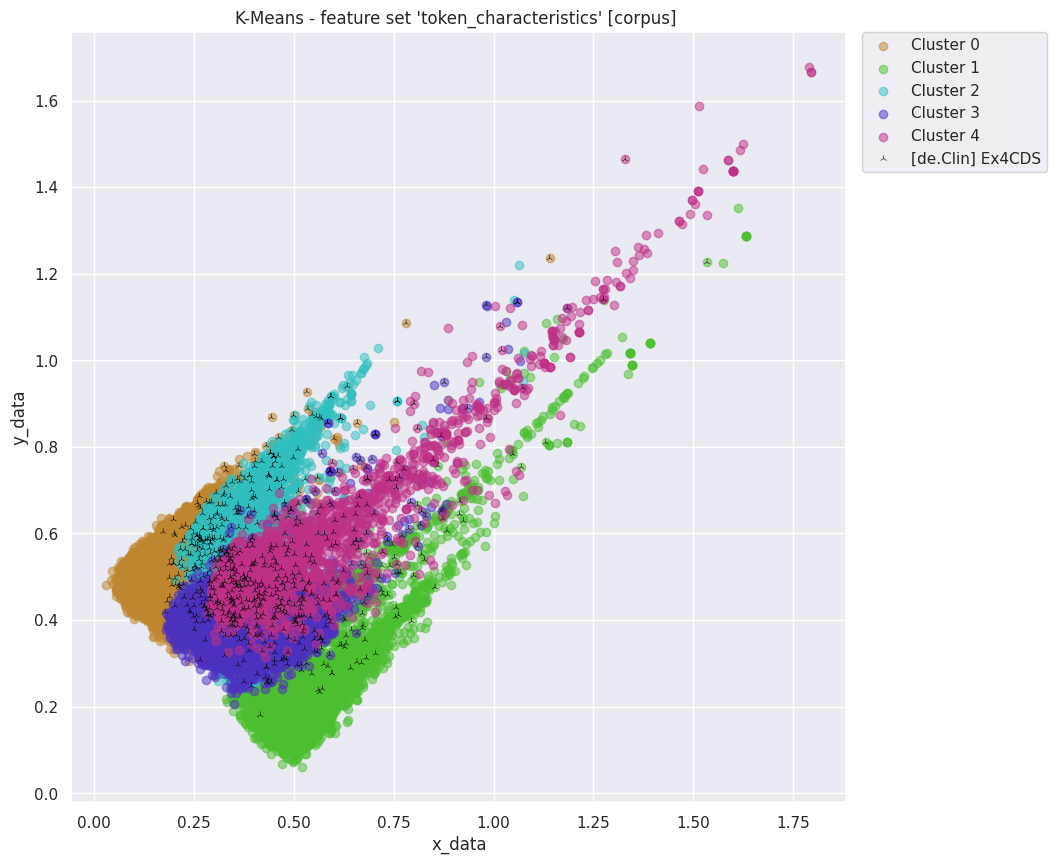 K-Means - feature set 'token_characteristics' [corpus]
Cluster 0
Cluster 1
Cluster 2
Cluster 3
Cluster 4
[de.Clin] Ex4CDS
1.6
1.4
1.2
1.0
0.8
0.6
0.4
0.2
0.0
y_data
0.00 0.25 0.50 0.75 1.00 1.25 1.50 1.75
x_data